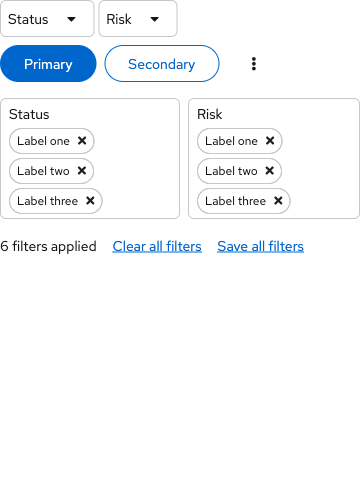 Status Risk
Primary Secondary
Status Risk
Label one Label one
Label two Label two
Label three Label three
6 filters applied Clear all filters Save all filters